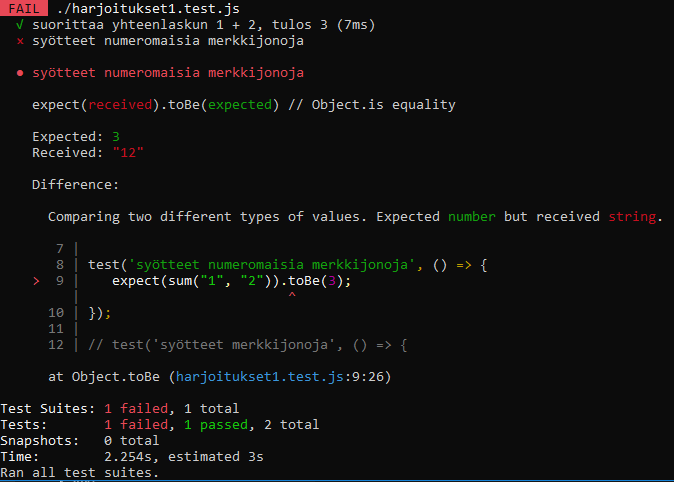 FAIL ./harjoitukset1.test.js
√ suorittaa yhteenlaskun 1 + 2, tulos 3 (7ms)
× syötteet numeromaisia merkkijonoja
● syötteet numeromaisia merkkijonoja
expect(received).toBe(expected) // Object.is equality
Expected: 3
Received: "12"
Difference:
Comparing two different types of values. Expected number but received string.
7 |
8 | test('syötteet numeromaisia merkkijonoja', () => {
> 9 | expect(sum("1", "2")).toBe(3);
| ^
10 | });
11 |
12 | // test('syötteet merkkijonoja', () => {
at Object.toBe (harjoitukset1.test.js:9:26)
Test Suites: 1 failed, 1 total
Tests: 1 failed, 1 passed, 2 total
Snapshots: 0 total
Time: 2.254s, estimated 3s
Ran all test suites.